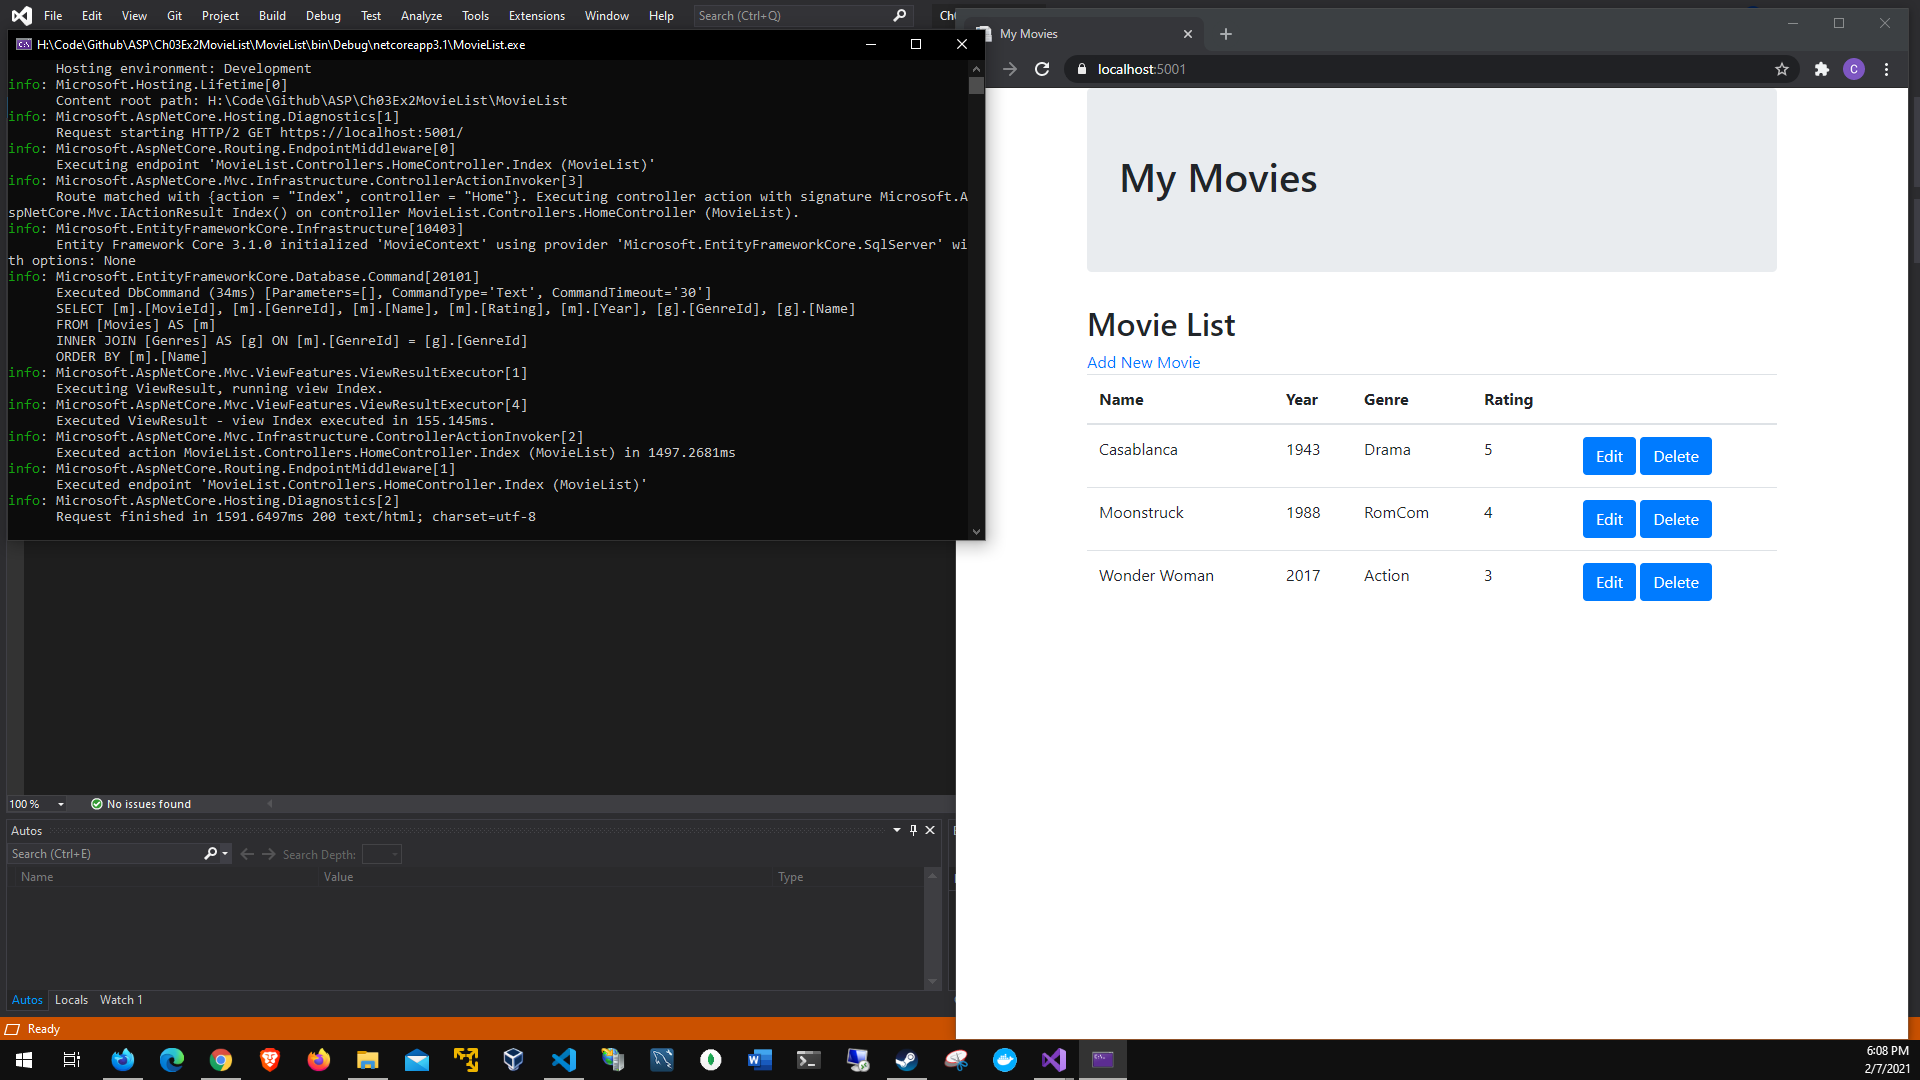 File Edit View Git Project Build Debug Test Analyze Tools Extensions Window Help Search (Ctrl+Q)
H:\Code\Github\ASP\Ch03Ex2MovieList\MovieList\bin\Debug\netcoreapp3.1\MovieList.exe
Hosting environment: Development
info: Microsoft.Hosting.Lifetime[0]
Content root path: H:\Code\Github\ASP\Ch03Ex2MovieList\MovieList
info: Microsoft.AspNetCore.Hosting.Diagnostics[1]
Request starting HTTP/2 GET https://localhost:5001/
info: Microsoft.AspNetCore.Routing.EndpointMiddleware[0]
Executing endpoint 'MovieList.Controllers.HomeController.Index (MovieList)'
info: Microsoft.AspNetCore.Mvc.Infrastructure.ControllerActionInvoker[3]
Route matched with {action = "Index", controller = "Home"}. Executing controller action with signature Microsoft.A
spNetCore.Mvc.IActionResult Index() on controller MovieList.Controllers.HomeController (MovieList).
info: Microsoft.EntityFrameworkCore.Infrastructure[10403]
Entity Framework Core 3.1.0 initialized 'MovieContext' using provider 'Microsoft.EntityFrameworkCore.SqlServer' wi
th options: None
info: Microsoft.EntityFrameworkCore.Database.Command[20101]
Executed DbCommand (34ms) [Parameters=[], CommandType='Text', CommandTimeout='30']
SELECT [m].[MovieId], [m].[GenreId], [m].[Name], [m].[Rating], [m].[Year], [g].[GenreId], [g].[Name]
FROM [Movies] AS [m]
INNER JOIN [Genres] AS [g] ON [m].[GenreId] = [g].[GenreId]
ORDER BY [m].[Name]
info: Microsoft.AspNetCore.Mvc.ViewFeatures.ViewResultExecutor[1]
Executing ViewResult, running view Index.
info: Microsoft.AspNetCore.Mvc.ViewFeatures.ViewResultExecutor[4]
Executed ViewResult - view Index executed in 155.145ms.
info: Microsoft.AspNetCore.Mvc.Infrastructure.ControllerActionInvoker[2]
Executed action MovieList.Controllers.HomeController.Index (MovieList) in 1497.2681ms
info: Microsoft.AspNetCore.Routing.EndpointMiddleware[1]
Executed endpoint 'MovieList.Controllers.HomeController.Index (MovieList)'
info: Microsoft.AspNetCore.Hosting.Diagnostics[2]
Request finished in 1591.6497ms 200 text/html; charset=utf-8
100 % No issues found
Autos
Search (Ctrl+E) Search Depth:
Name Value Type
Autos Locals Watch 1
Ready
My Movies
localhost:5001 C
My Movies
Movie List
Add New Movie
Name Year Genre Rating
Casablanca 1943 Drama 5 Edit Delete
Moonstruck 1988 RomCom 4 Edit Delete
Wonder Woman 2017 Action 3 Edit Delete
6:08 PM
2/7/2021